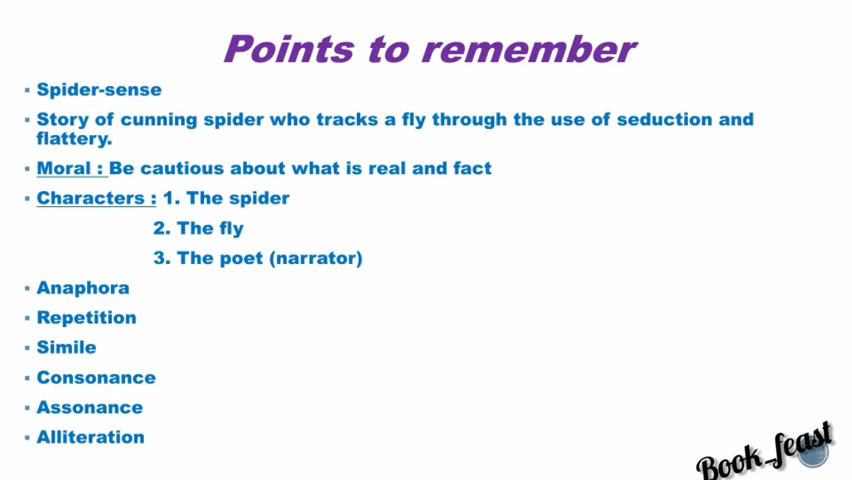 Points to remember
▪ Spider-sense
▪ Story of cunning spider who tracks a fly through the use of seduction and
flattery.
▪ Moral : Be cautious about what is real and fact
▪ Characters : 1. The spider
2. The fly
3. The poet (narrator)
▪ Anaphora
▪ Repetition
▪ Simile
▪ Consonance
▪ Assonance
▪ Alliteration
Book_feast